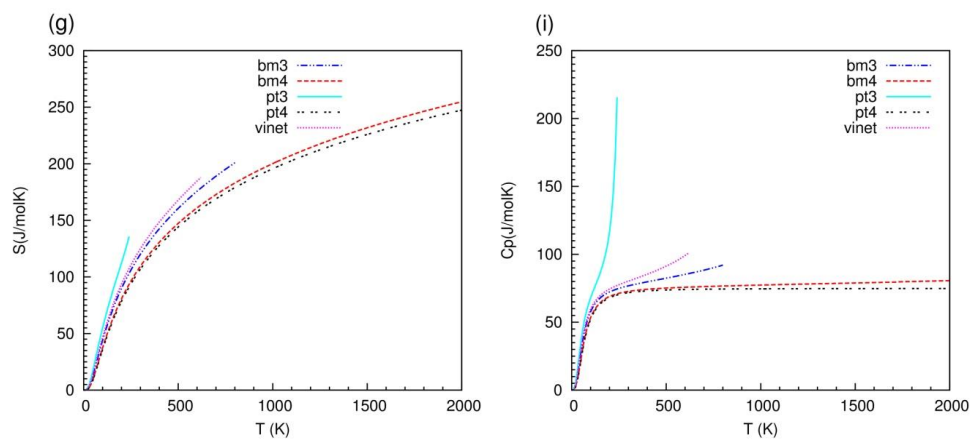 (g)
S(J/molK)
300
250
200
150
100
50
0
bm3
bm4
pt3
pt4
vinet
0 500 1000 1500 2000
T (K)
(i)
Cp(J/molK)
250
200
150
100
50
0
bm3
bm4
pt3
pt4
vinet
0 500 1000 1500 2000
T (K)